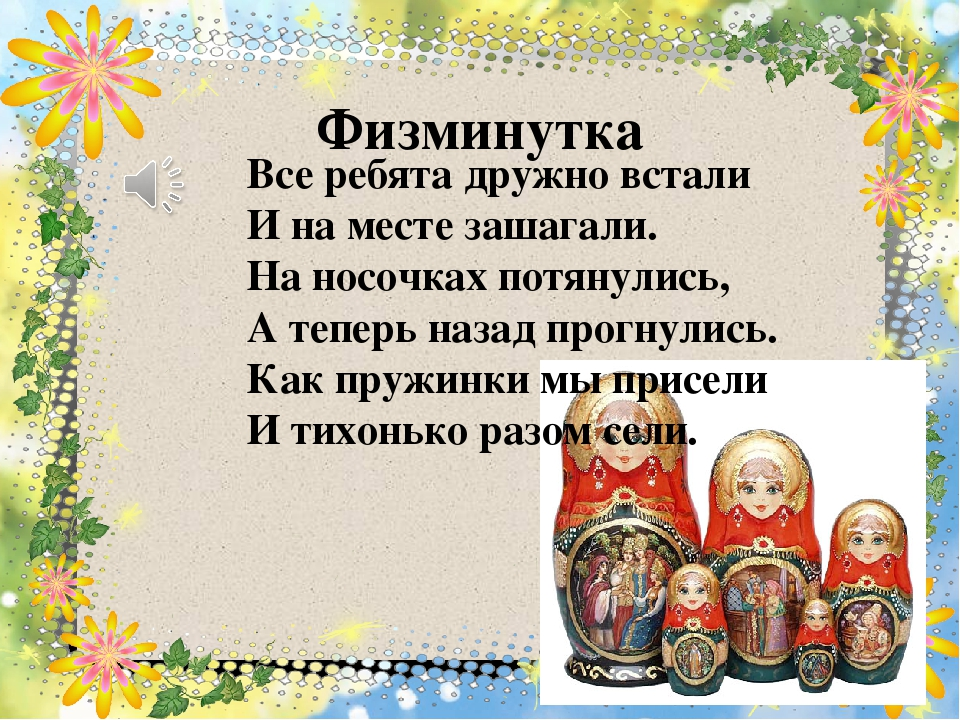 Физминутка
Все ребята дружно встали
И на месте зашагали.
На носочках потянулись,
А теперь назад прогнулись.
Как пружинки мы присели
И тихонько разом сели.